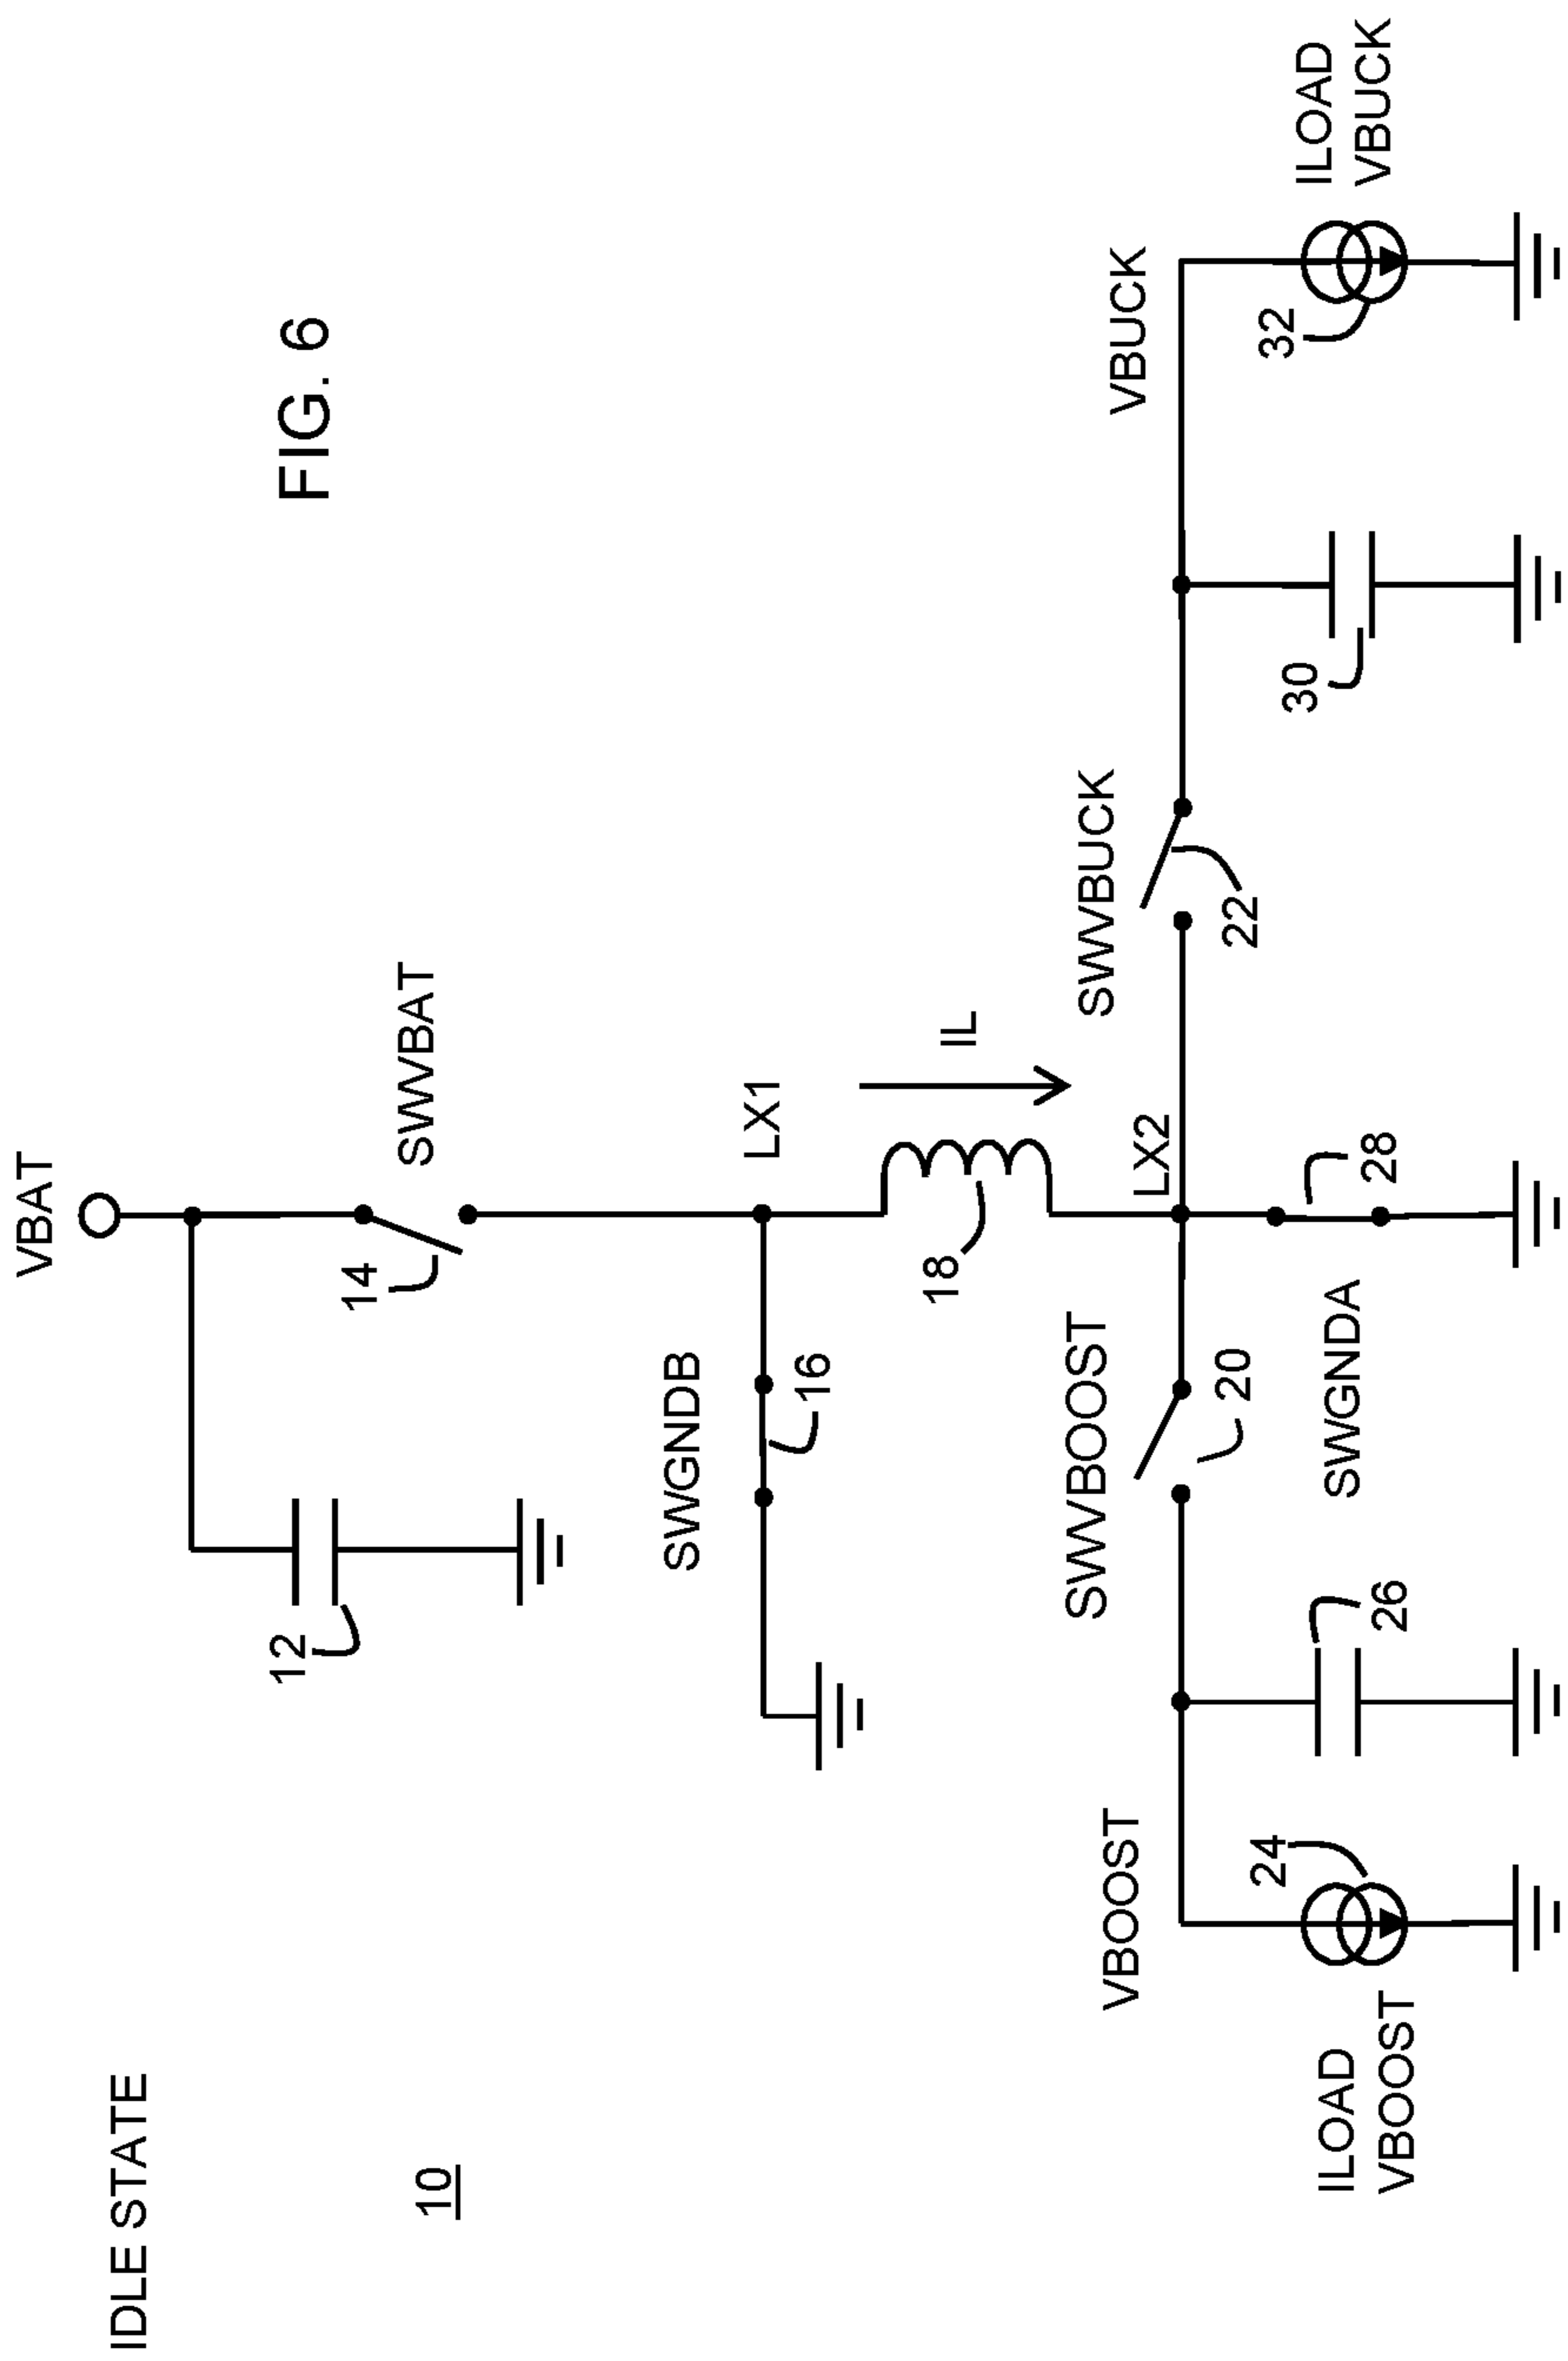 IDLE STATE
10
FIG. 6
VBAT
12
14
SWVBAT
SWGNDB
16
LX1
18
IL
VBOOST
SWVBOOST
20
LX2
SWVBUCK
22
VBUCK
ILOAD
VBOOST
24
26
SWGNDA
28
30
32
ILOAD
VBUCK